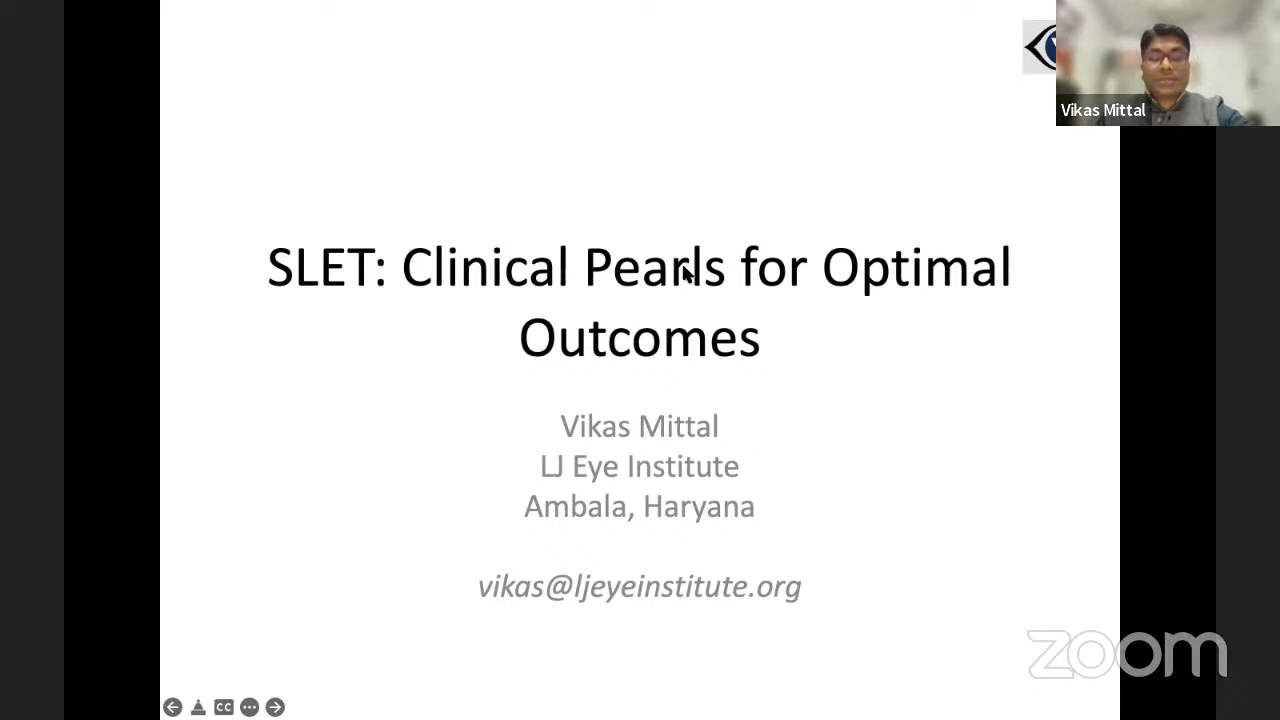 Vikas Mittal
SLET: Clinical Pearls for Optimal
Outcomes
Vikas Mittal
LJ Eye Institute
Ambala, Haryana
vikas@ljeyeinstitute.org
zoom
CC